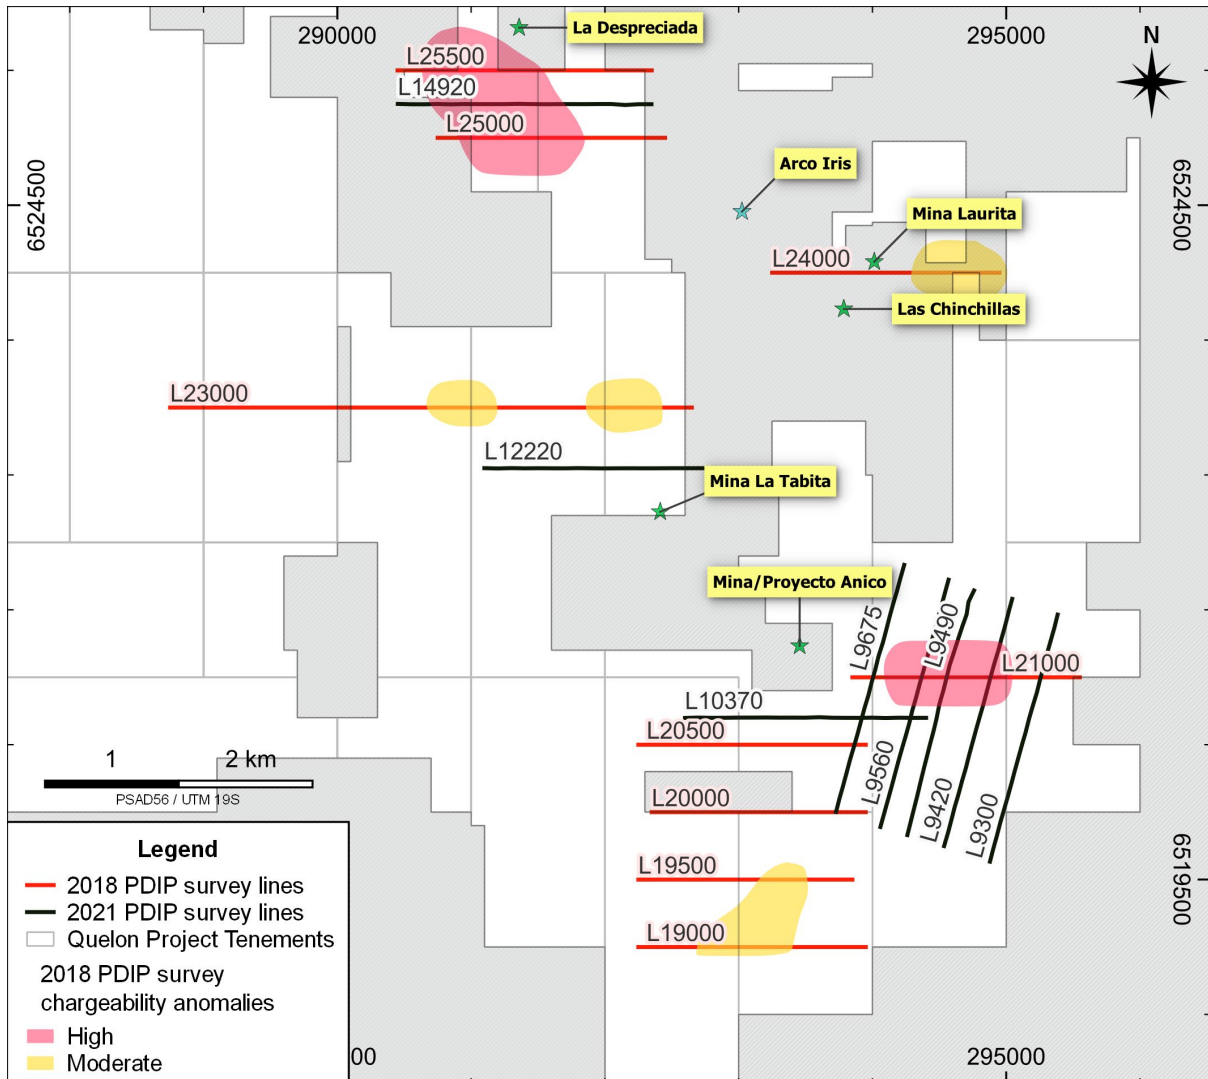 290000
La Despreciada
295000
N
L25500
L14920
L25000
6524500
Arco Iris
6524500
Mina Laurita
L24000
Las Chinchillas
L23000
L12220
Mina La Tabita
Mina/Proyecto Anico
L9675
L9490
L21000
L10370
L20500
1
2 km
PSAD56 / UTM 19S
L9560
L9420
L9300
L20000
Legend
2018 PDIP survey lines
2021 PDIP survey lines
Quelon Project Tenements
2018 PDIP survey
chargeability anomalies
High
Moderate
L19500
6519500
L19000
00
295000